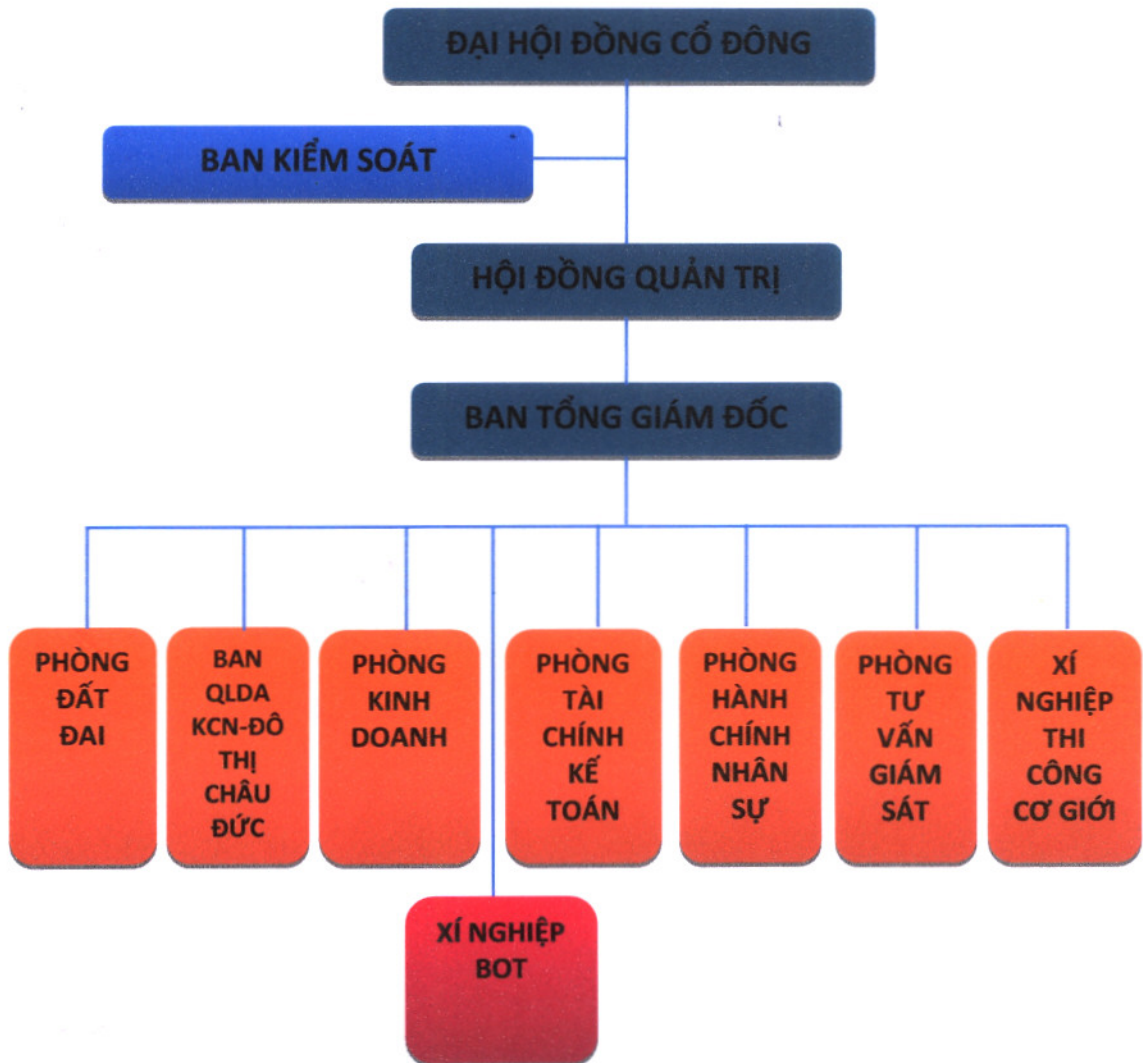 ĐẠI HỘI ĐỒNG CỔ ĐÔNG
BAN KIỂM SOÁT
HỘI ĐỒNG QUẢN TRỊ
BAN TỔNG GIÁM ĐỐC
PHÒNG
ĐẤT
ĐAI
BAN
QLDA
KCN-ĐÔ
THỊ
CHÂU
ĐỨC
PHÒNG
KINH
DOANH
PHÒNG
TÀI
CHÍNH
KẾ
TOÁN
PHÒNG
HÀNH
CHÍNH
NHÂN
SỰ
PHÒNG
TƯ
VẤN
GIÁM
SÁT
XÍ
NGHIỆP
THI
CÔNG
CƠ GIỚI
XÍ NGHIỆP
BOT